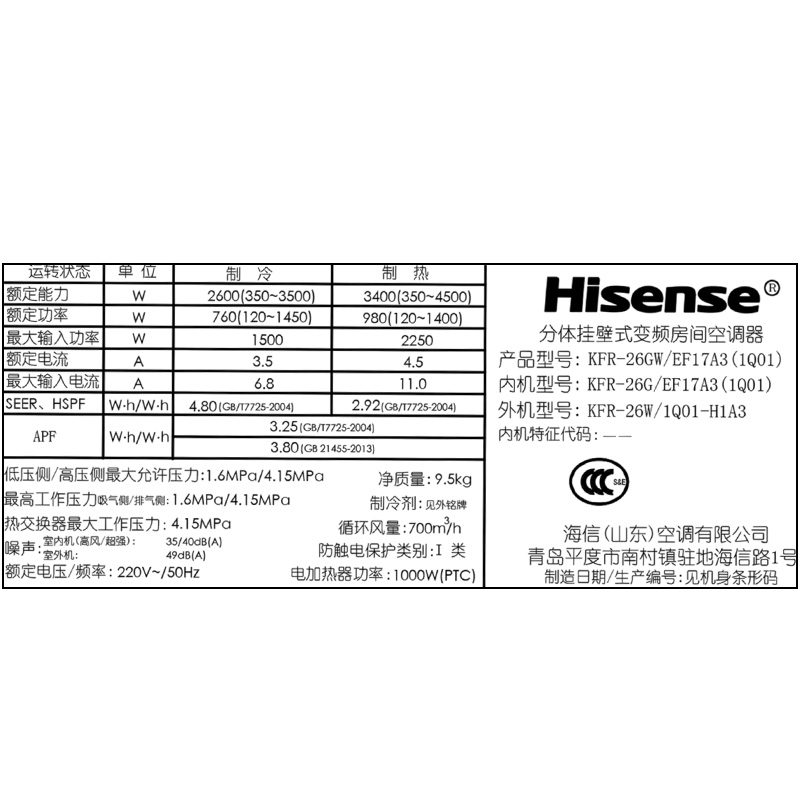 运转状态 单 位 制 冷 制 热
额定能力 W 2600(350~3500) 3400(350~4500)
额定功率 W 760(120~1450) 980(120~1400)
最大输入功率 W 1500 2250
额定电流 A 3.5 4.5
最大输入电流 A 6.8 11.0
SEER、HSPF W·h/W·h 4.80(GB/T7725-2004) 2.92(GB/T7725-2004)
APF W·h/W·h 3.25(GB/T7725-2004)
3.80(GB 21455-2013)
低压侧/高压侧最大允许压力:1.6MPa/4.15MPa 净质量: 9.5kg
最高工作压力吸气侧/排气侧: 1.6MPa/4.15MPa 制冷剂: 见外铭牌
热交换器最大工作压力: 4.15MPa 循环风量:700m³/h
噪声: 室内机(高风/超强): 35/40dB(A) 防触电保护类别:I 类
室外机: 49dB(A)
额定电压/频率: 220V~/50Hz 电加热器功率: 1000W(PTC)
Hisense®
分体挂壁式变频房间空调器
产品型号: KFR-26GW/EF17A3(1Q01)
内机型号: KFR-26G/EF17A3(1Q01)
外机型号: KFR-26W/1Q01-H1A3
内机特征代码: --
CCC S&E
海信(山东)空调有限公司
青岛平度市南村镇驻地海信路1号
制造日期/生产编号:见机身条形码